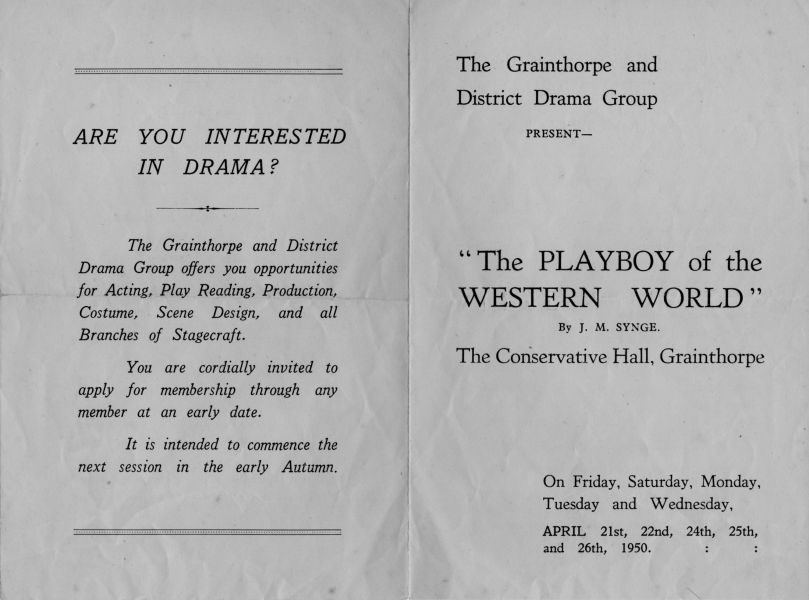 ARE YOU INTERESTED
IN DRAMA?
The Grainthorpe and District
Drama Group offers you opportunities
for Acting, Play Reading, Production,
Costume, Scene Design, and all
Branches of Stagecraft.
You are cordially invited to
apply for membership through any
member at an early date.
It is intended to commence the
next session in the early Autumn.
The Grainthorpe and
District Drama Group
PRESENT—
"The PLAYBOY of the
WESTERN WORLD"
By J. M. SYNGE.
The Conservative Hall, Grainthorpe
On Friday, Saturday, Monday,
Tuesday and Wednesday,
APRIL 21st, 22nd, 24th, 25th,
and 26th, 1950. : :